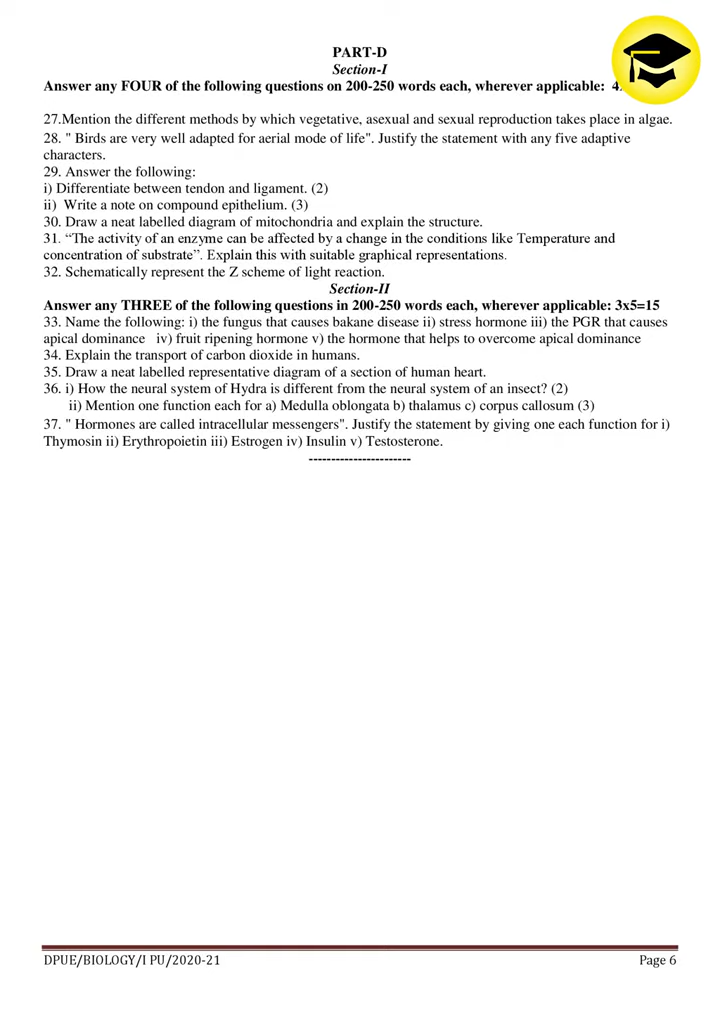 PART-D
Section-I
Answer any FOUR of the following questions on 200-250 words each, wherever applicable:
27.Mention the different methods by which vegetative, asexual and sexual reproduction takes place in algae.
28. " Birds are very well adapted for aerial mode of life". Justify the statement with any five adaptive
characters.
29. Answer the following:
i) Differentiate between tendon and ligament. (2)
ii) Write a note on compound epithelium. (3)
30. Draw a neat labelled diagram of mitochondria and explain the structure.
31. “The activity of an enzyme can be affected by a change in the conditions like Temperature and
concentration of substrate”. Explain this with suitable graphical representations.
32. Schematically represent the Z scheme of light reaction.
Section-II
Answer any THREE of the following questions in 200-250 words each, wherever applicable: 3x5=15
33. Name the following: i) the fungus that causes bakane disease ii) stress hormone iii) the PGR that causes
apical dominance iv) fruit ripening hormone v) the hormone that helps to overcome apical dominance
34. Explain the transport of carbon dioxide in humans.
35. Draw a neat labelled representative diagram of a section of human heart.
36. i) How the neural system of Hydra is different from the neural system of an insect? (2)
ii) Mention one function each for a) Medulla oblongata b) thalamus c) corpus callosum (3)
37. " Hormones are called intracellular messengers". Justify the statement by giving one each function for i)
Thymosin ii) Erythropoietin iii) Estrogen iv) Insulin v) Testosterone.
-----------------------
DPUE/BIOLOGY/I PU/2020-21 Page 6